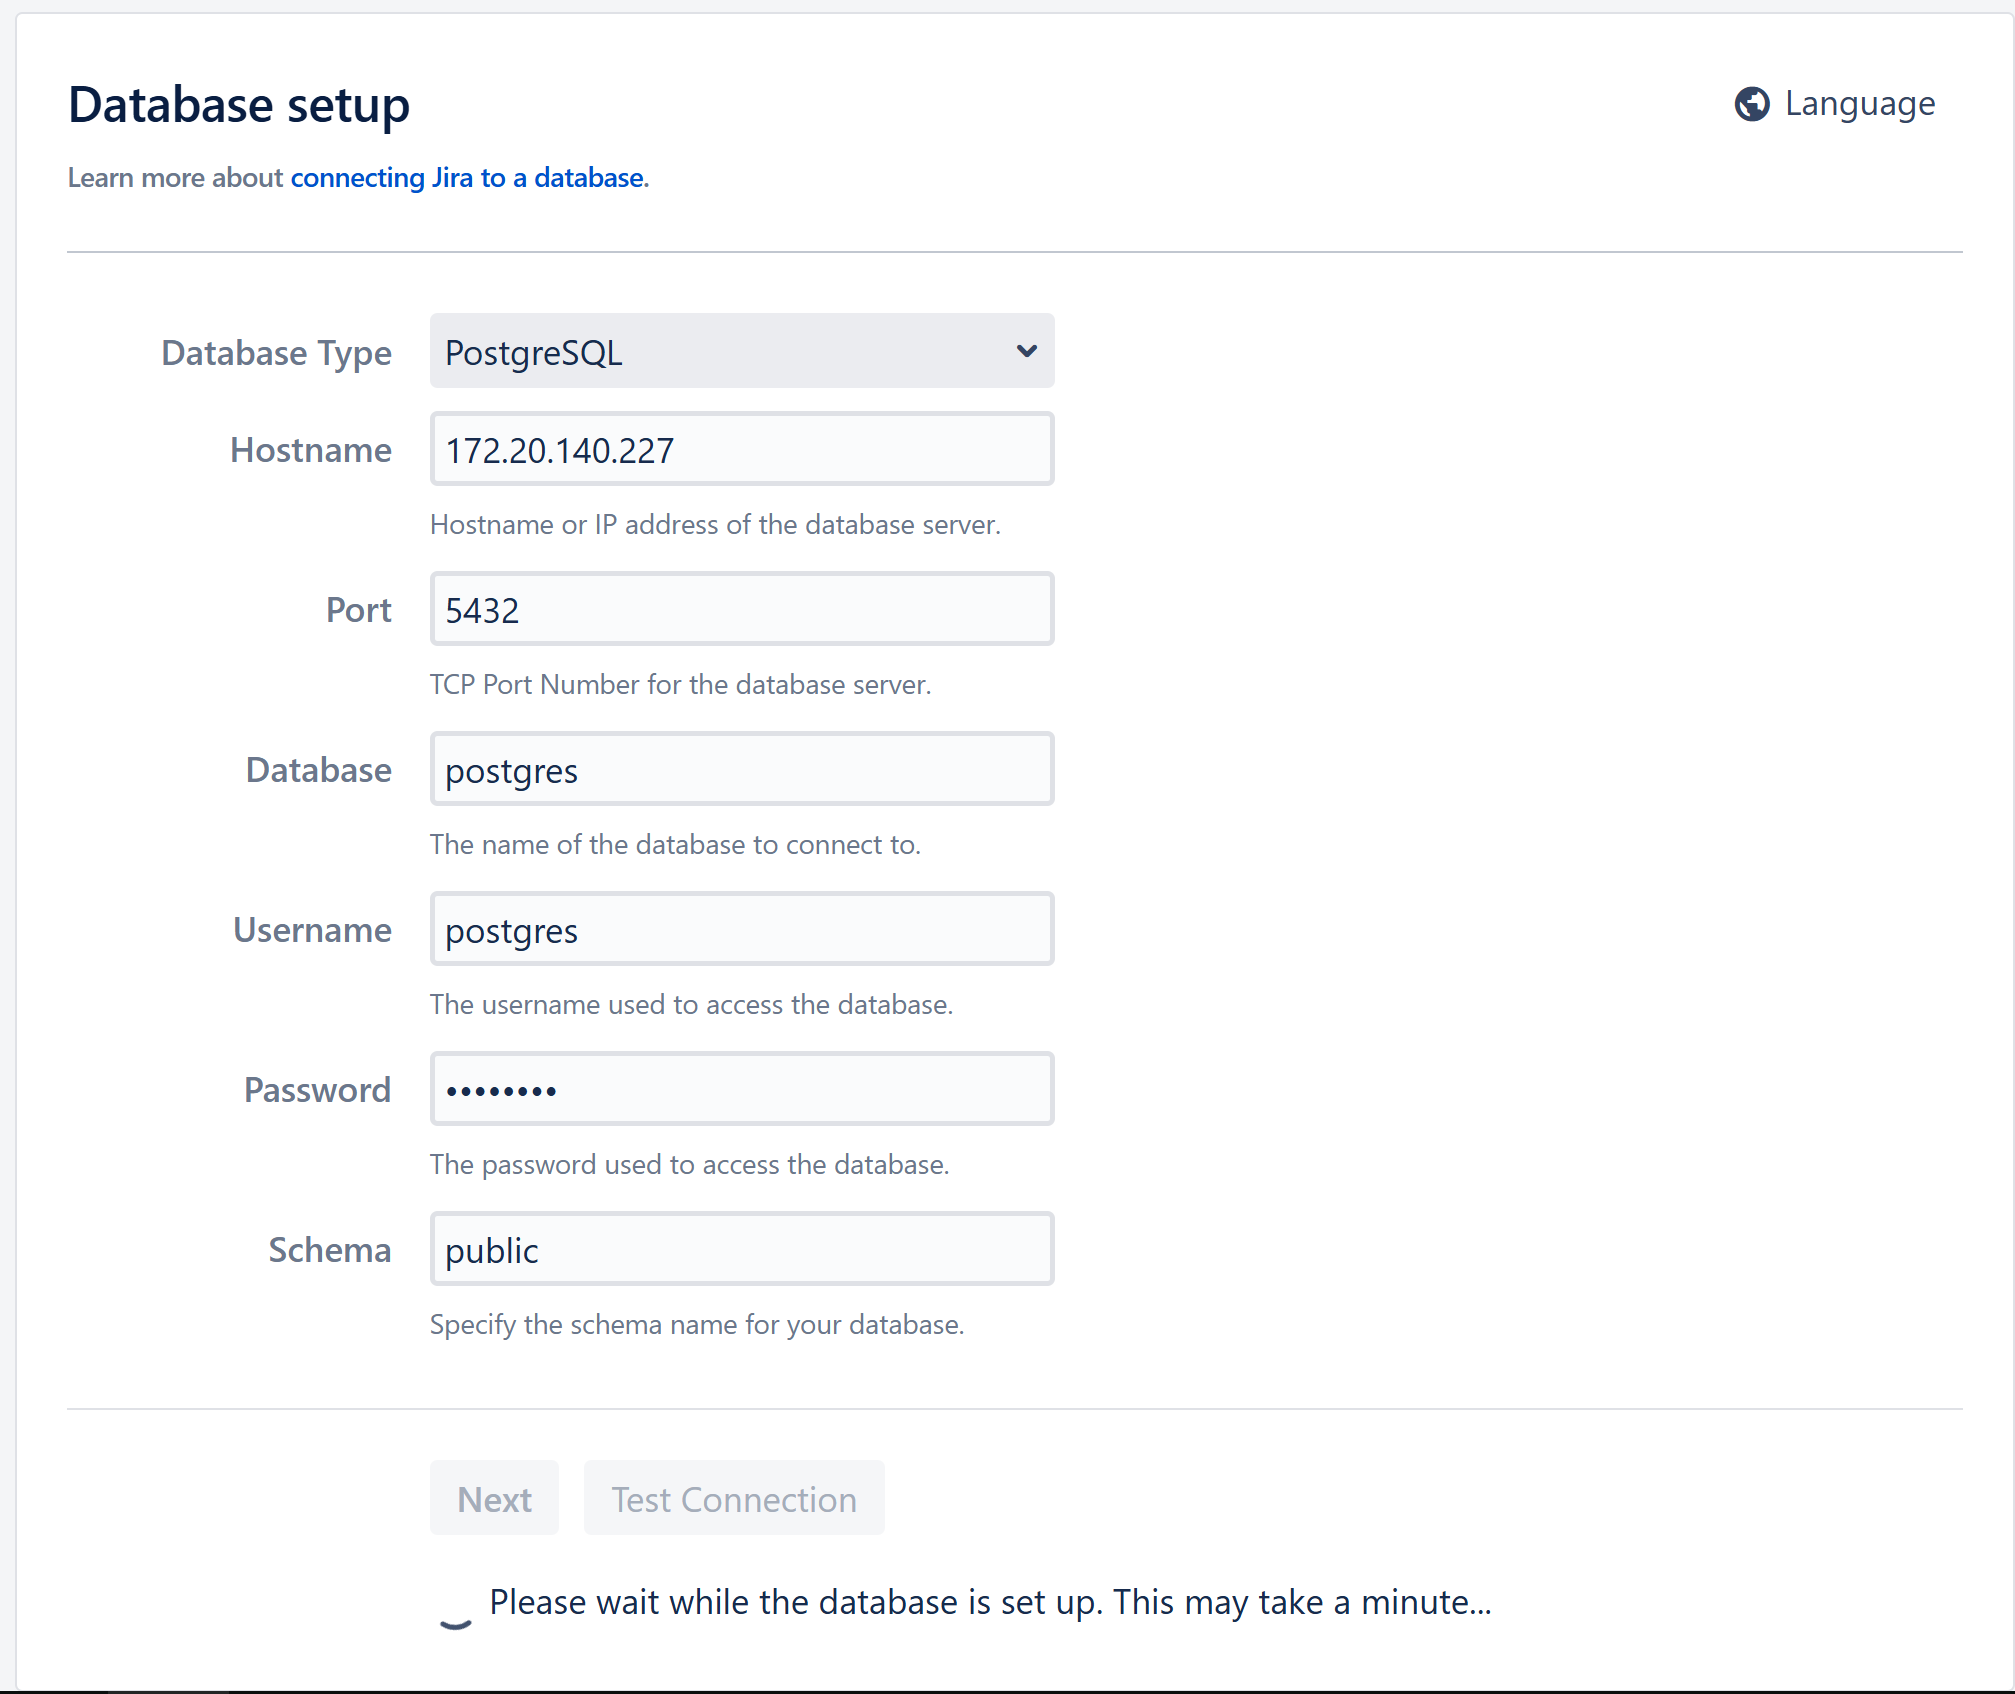 Database setup
Language
Learn more about connecting Jira to a database.
Database Type
PostgreSQL
Hostname
172.20.140.227
Hostname or IP address of the database server.
Port
5432
TCP Port Number for the database server.
Database
postgres
The name of the database to connect to.
Username
postgres
The username used to access the database.
Password
••••••••
The password used to access the database.
Schema
public
Specify the schema name for your database.
Next
Test Connection
Please wait while the database is set up. This may take a minute...